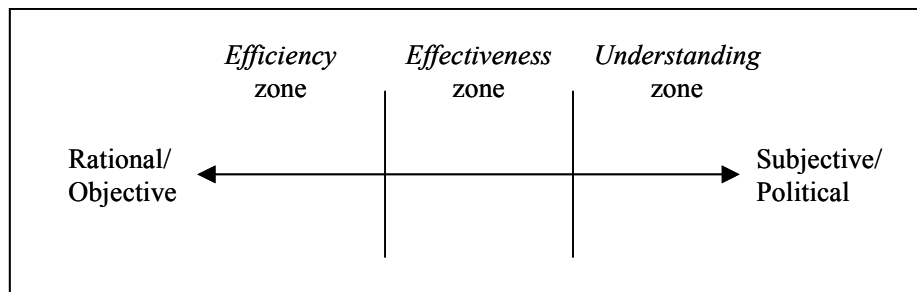 Efficiency
zone
Effectiveness
zone
Understanding
zone
Rational/
Objective
Subjective/
Political